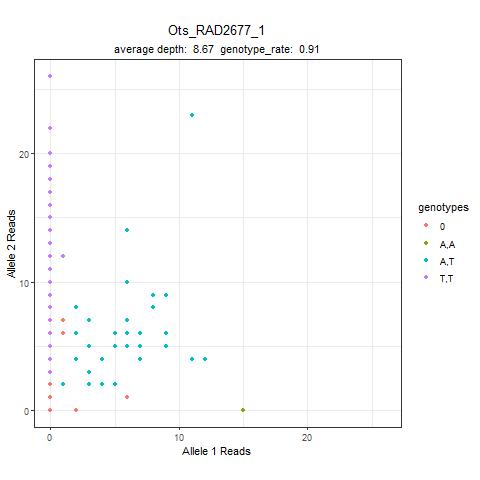 Ots_RAD2677_1
average depth:  8.67  genotype_rate:  0.91
Allele 2 Reads
20
10
0
0 10 20
Allele 1 Reads
genotypes
0
A,A
A,T
T,T